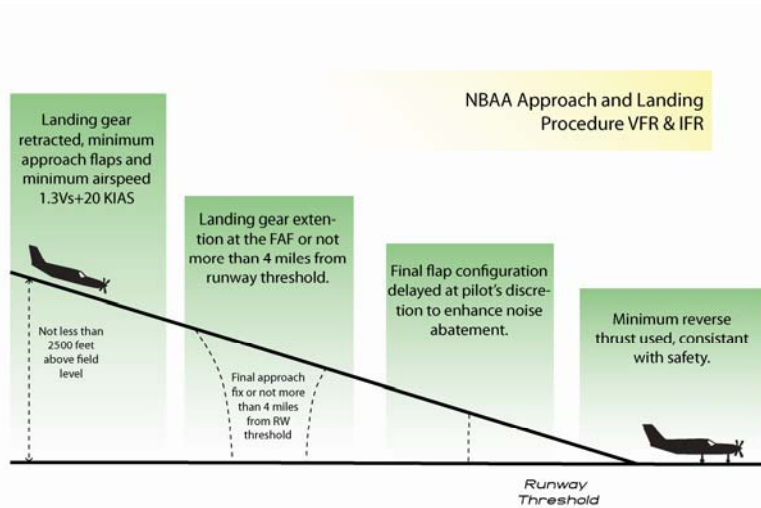 NBAA Approach and Landing
Procedure VFR & IFR
Landing gear
retracted, minimum
approach flaps and
minimum airspeed
1.3Vs+20 KIAS
Not less than
2500 feet
above field
level
Landing gear exten-
tion at the FAF or not
more than 4 miles from
runway threshold.
Final approach
fix or not more
than 4 miles
from RW
threshold
Final flap configuration
delayed at pilot's discre-
tion to enhance noise
abatement.
Minimum reverse
thrust used, consistant
with safety.
Runway
Threshold